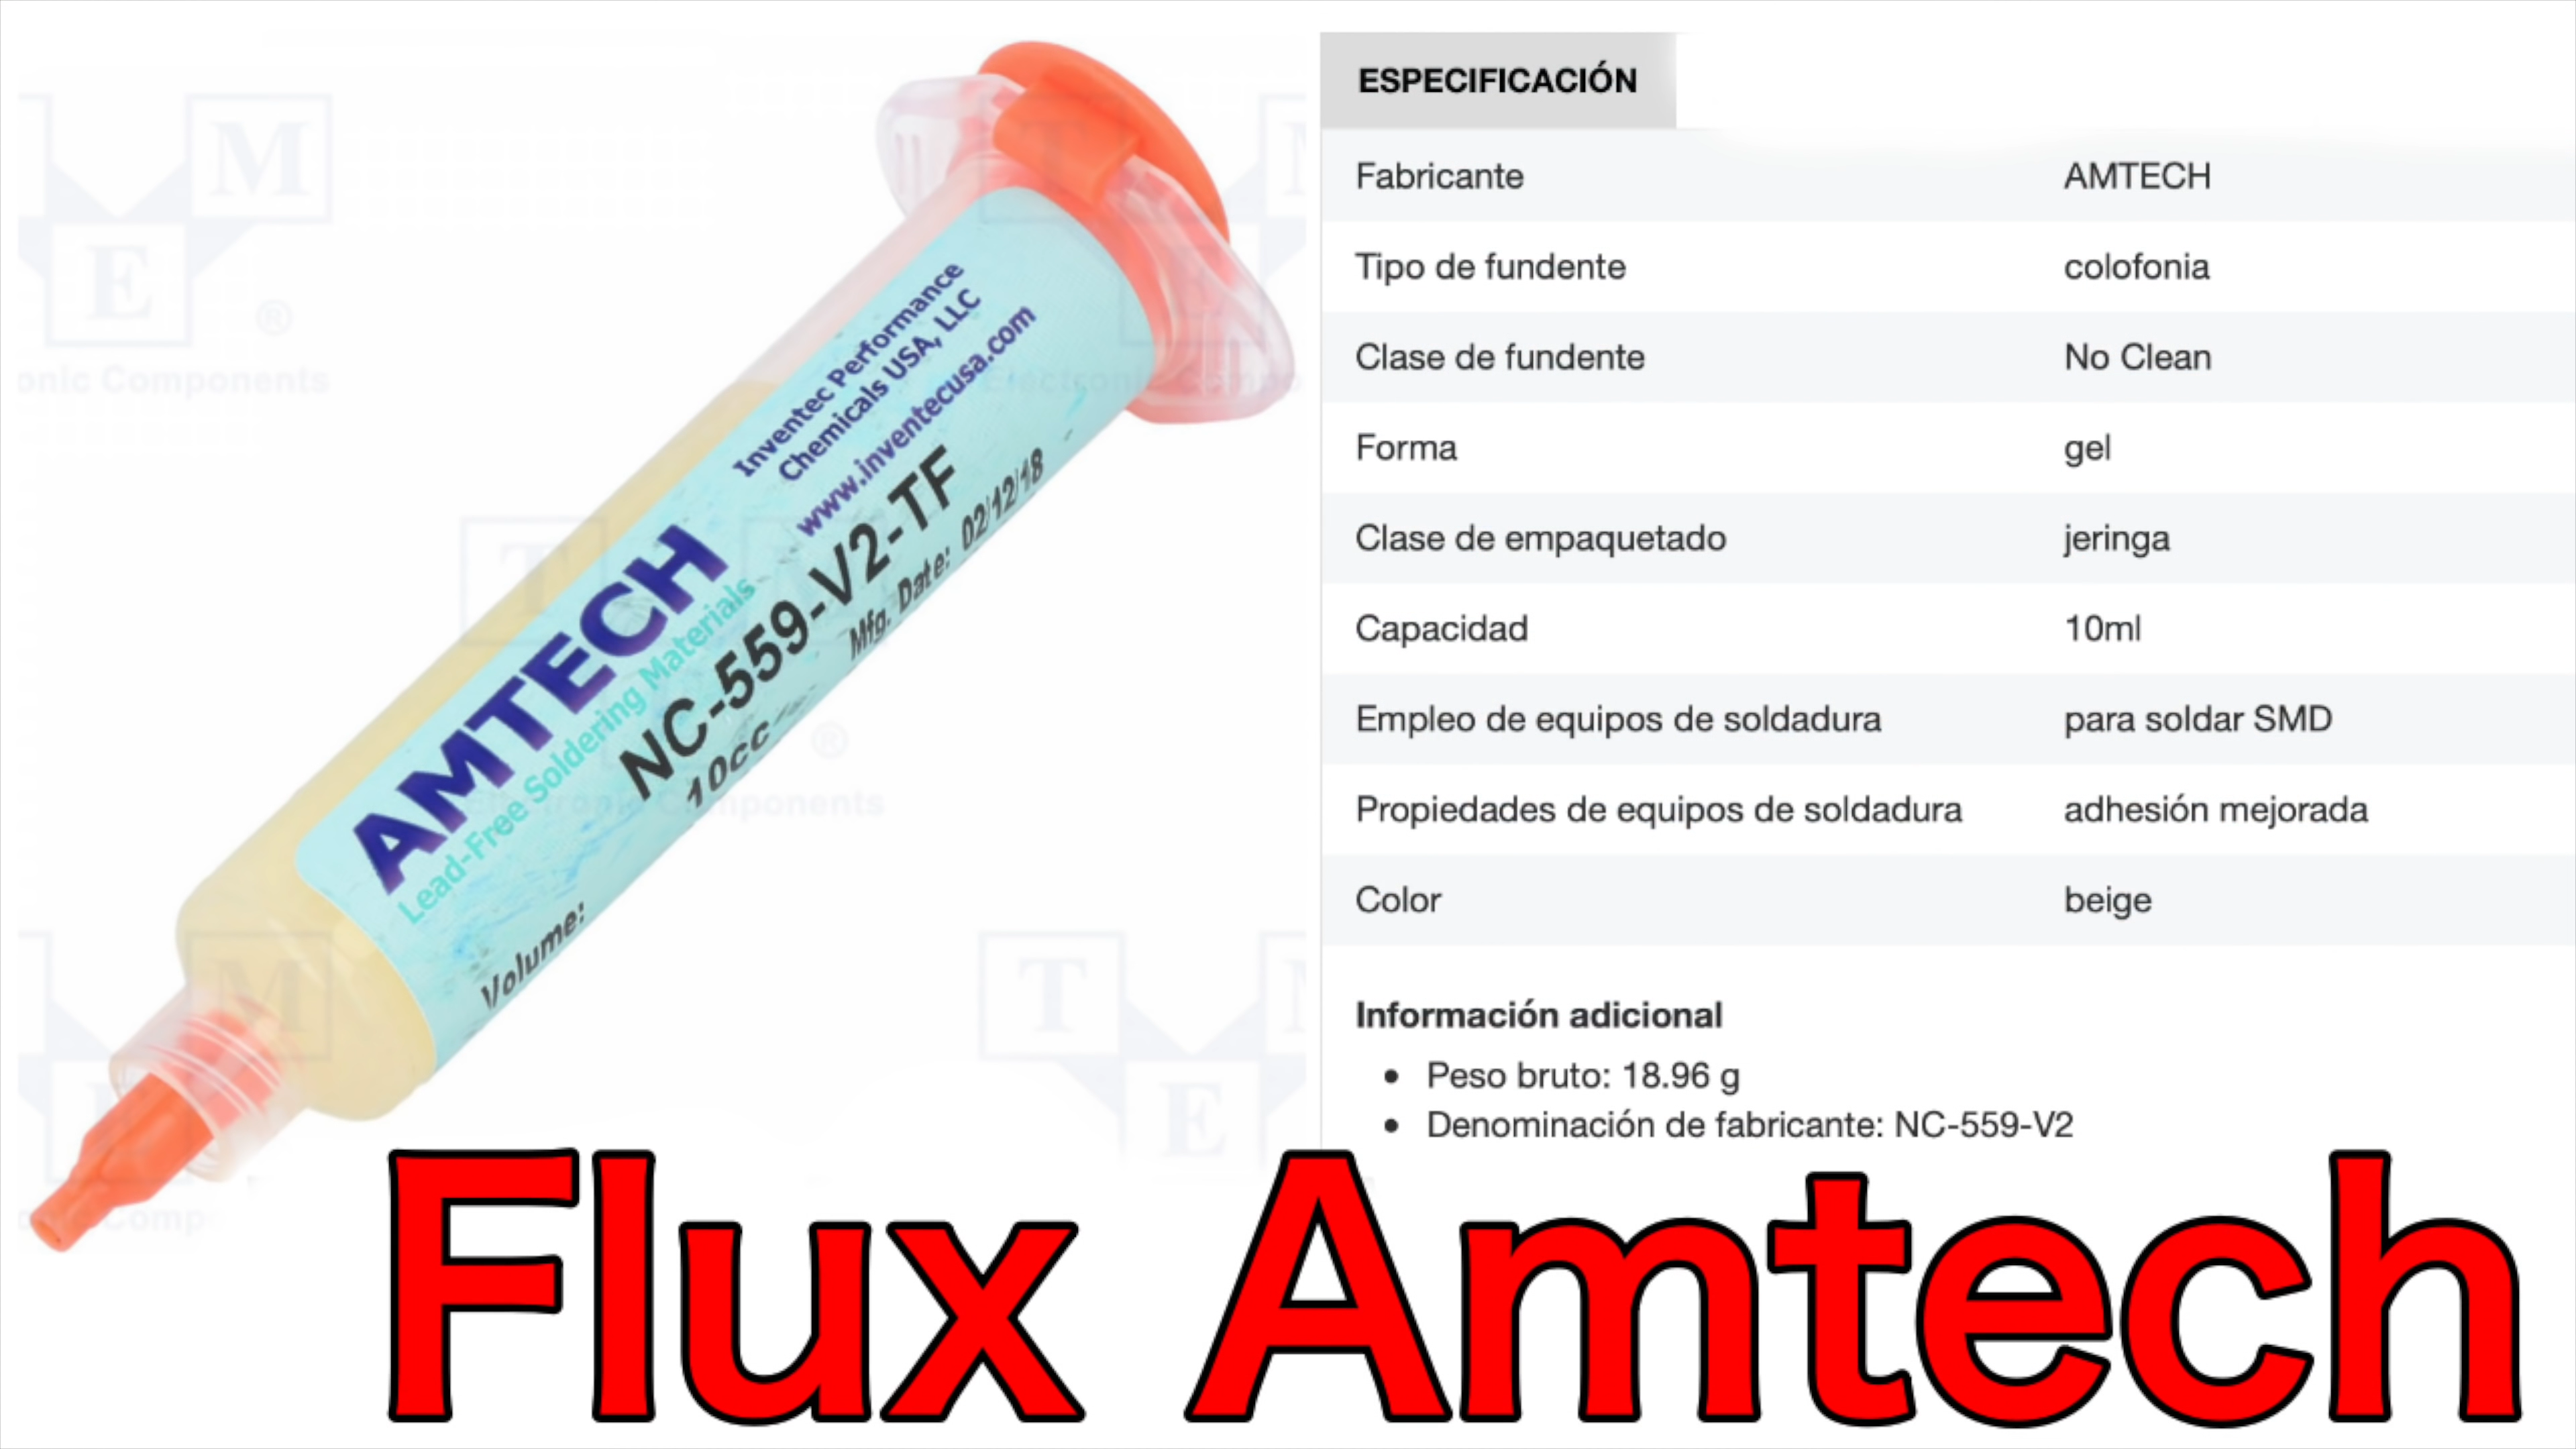 Inventec Performance
Chemicals USA, LLC
www.inventecusa.com
AMTECH
Lead-Free Soldering Materials
NC-559-V2-TF
Mfg. Date: 02/12/18
10cc
Volume:
ESPECIFICACIÓN
Fabricante AMTECH
Tipo de fundente colofonia
Clase de fundente No Clean
Forma gel
Clase de empaquetado jeringa
Capacidad 10ml
Empleo de equipos de soldadura para soldar SMD
Propiedades de equipos de soldadura adhesión mejorada
Color beige
Información adicional
• Peso bruto: 18.96 g
• Denominación de fabricante: NC-559-V2
Flux Amtech
TME
®
Electronic Components